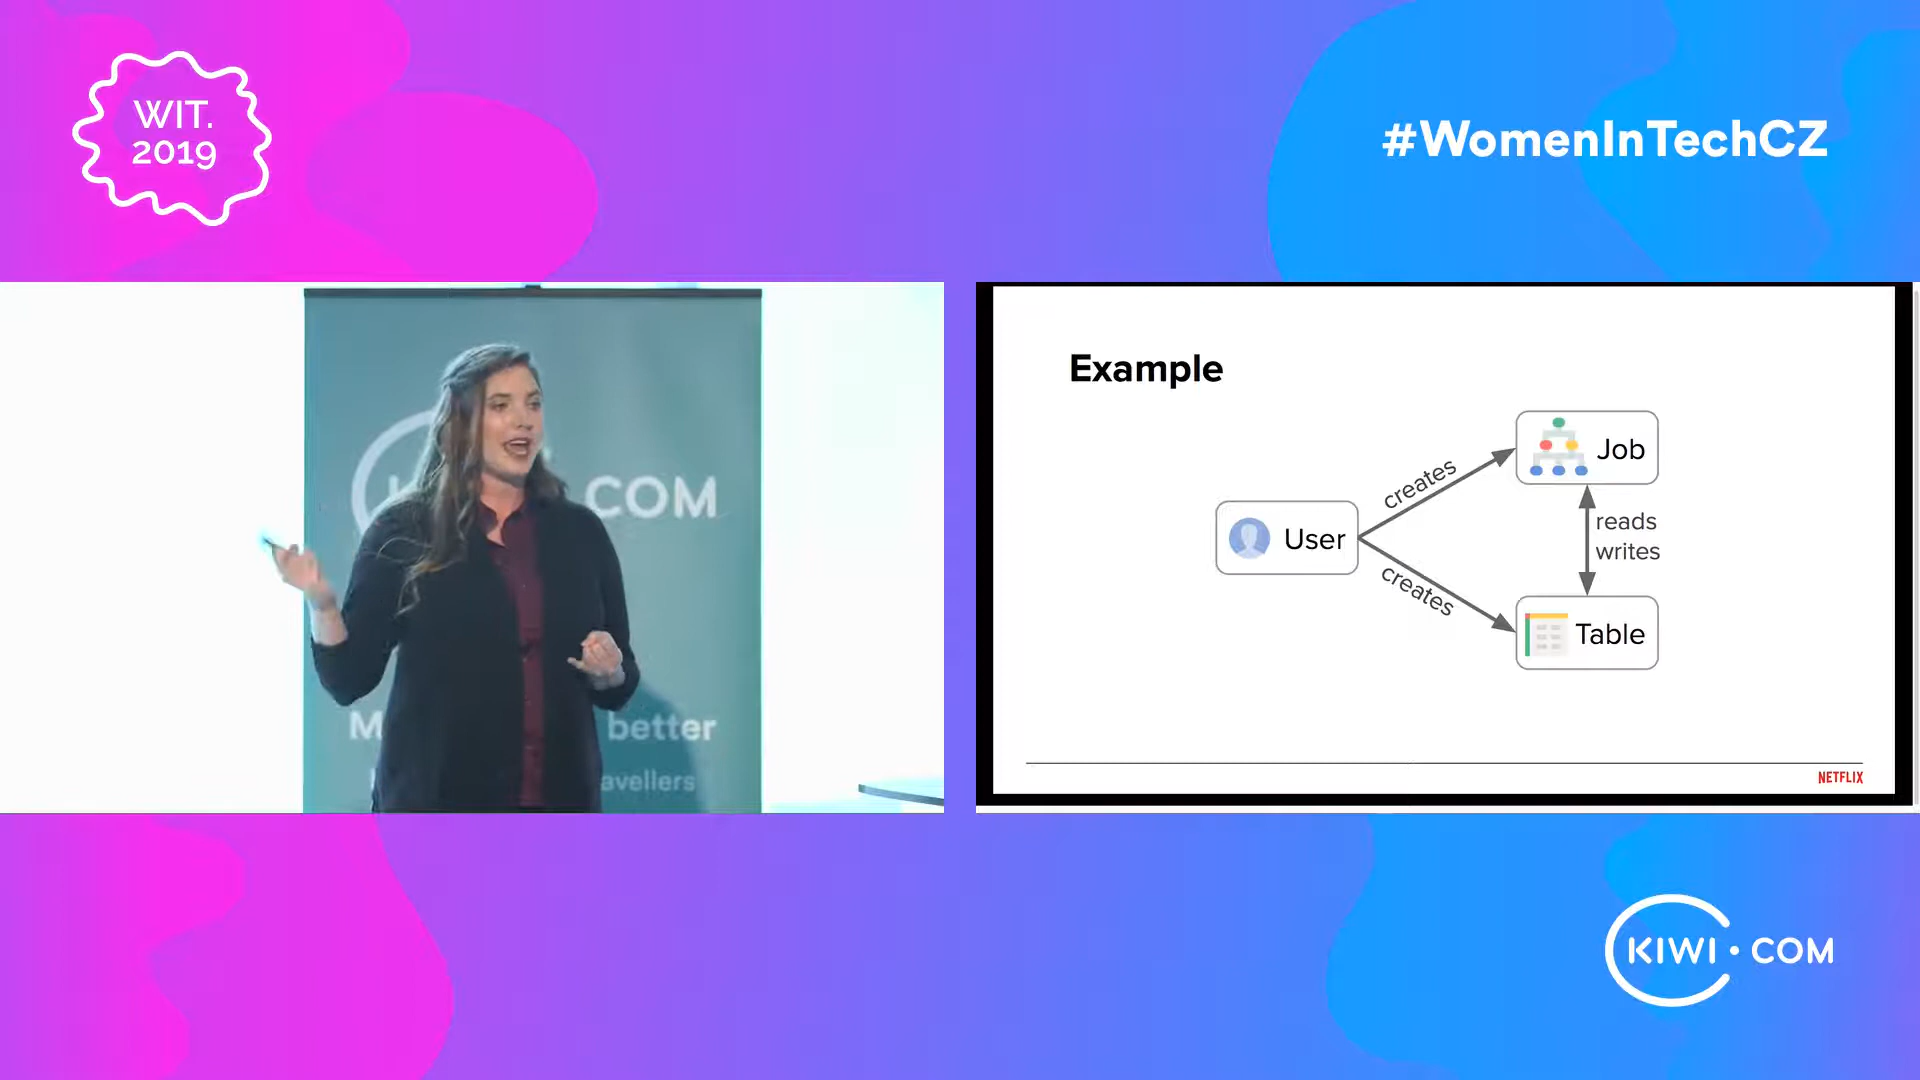 WIT.
2019
#WomenInTechCZ
.COM
better
avellers
Example
Job
creates
User
reads
writes
creates
Table
NETFLIX
KIWI.COM